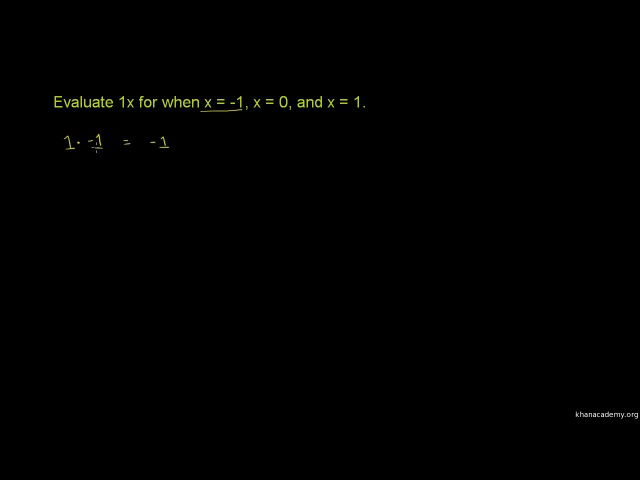 Evaluate 1x for when x = -1, x = 0, and x = 1.
1 · -1 = -1
khanacademy.org